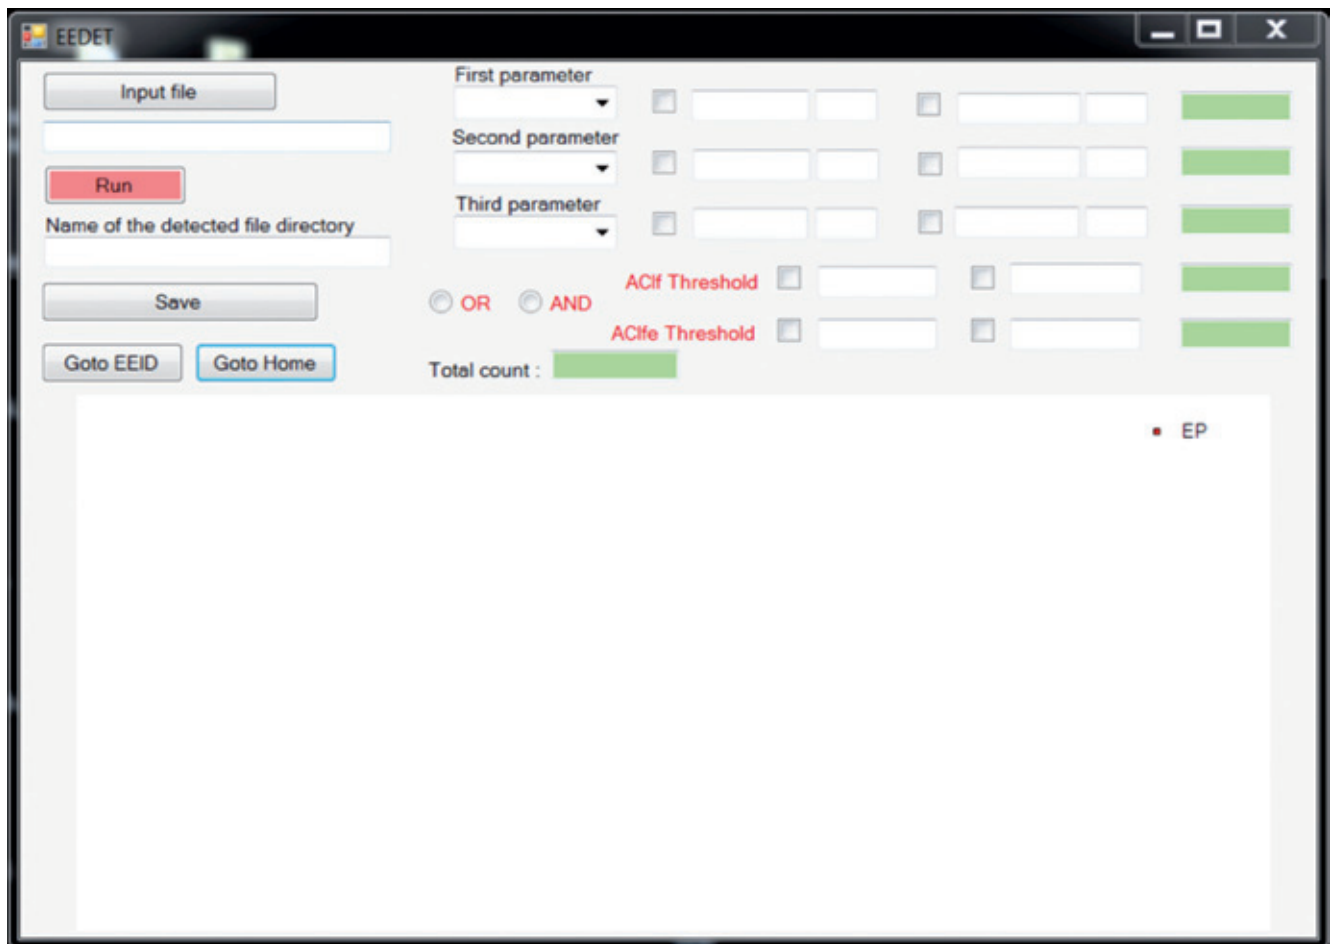 EEDET
Input file
Run
Name of the detected file directory
Save
Goto EEID
Goto Home
First parameter
Second parameter
Third parameter
ACIf Threshold
OR
AND
ACIfe Threshold
Total count :
EP